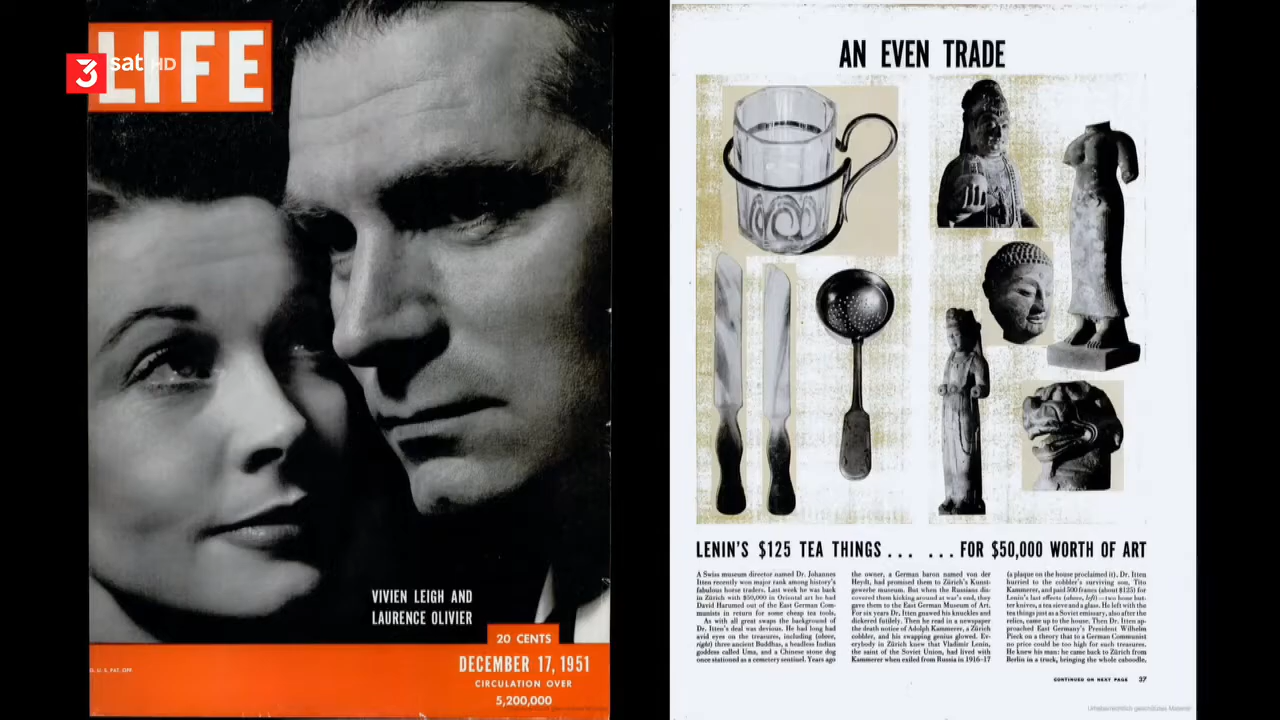 LIFE
3sat HD
VIVIEN LEIGH AND
LAURENCE OLIVIER
20 CENTS
DECEMBER 17, 1951
CIRCULATION OVER
5,200,000
U. S. PAT. OFF.
AN EVEN TRADE
LENIN'S $125 TEA THINGS . . .
. . . FOR $50,000 WORTH OF ART
A Swiss museum director named Dr. Johannes
Itten recently won major rank among history's
fabulous horse traders. Last week he was back
in Zürich with $50,000 in Oriental art he had
David Harumed out of the East German Com-
munists in return for some cheap tea tools.
As with all great swaps the background of
Dr. Itten's deal was devious. He had long had
avid eyes on the treasures, including (above,
right) three ancient Buddhas, a headless Indian
goddess called Uma, and a Chinese stone dog
once stationed as a cemetery sentinel. Years ago
the owner, a German baron named von der
Heydt, had promised them to Zürich's Kunst-
gewerbe museum. But when the Russians dis-
covered them kicking around at war's end, they
gave them to the East German Museum of Art.
For six years Dr. Itten gnawed his knuckles and
dickered futilely. Then he read in a newspaper
the death notice of Adolph Kammerer, a Zürich
cobbler, and his swapping genius glowed. Ev-
erybody in Zürich knew that Vladimir Lenin,
the saint of the Soviet Union, had lived with
Kammerer when exiled from Russia in 1916–17
(a plaque on the house proclaimed it). Dr. Itten
hurried to the cobbler's surviving son, Tito
Kammerer, and paid 500 francs (about $125) for
Lenin's last effects (above, left)—two home but-
ter knives, a tea sieve and a glass. He left with the
tea things just as a Soviet emissary, also after the
relics, came up to the house. Then Dr. Itten ap-
proached East Germany's President Wilhelm
Pieck on a theory that to a German Communist
no price could be too high for such treasures.
He knew his man: he came back to Zürich from
Berlin in a truck, bringing the whole caboodle.
CONTINUED ON NEXT PAGE 37
Urheberrechtlich geschütztes Material